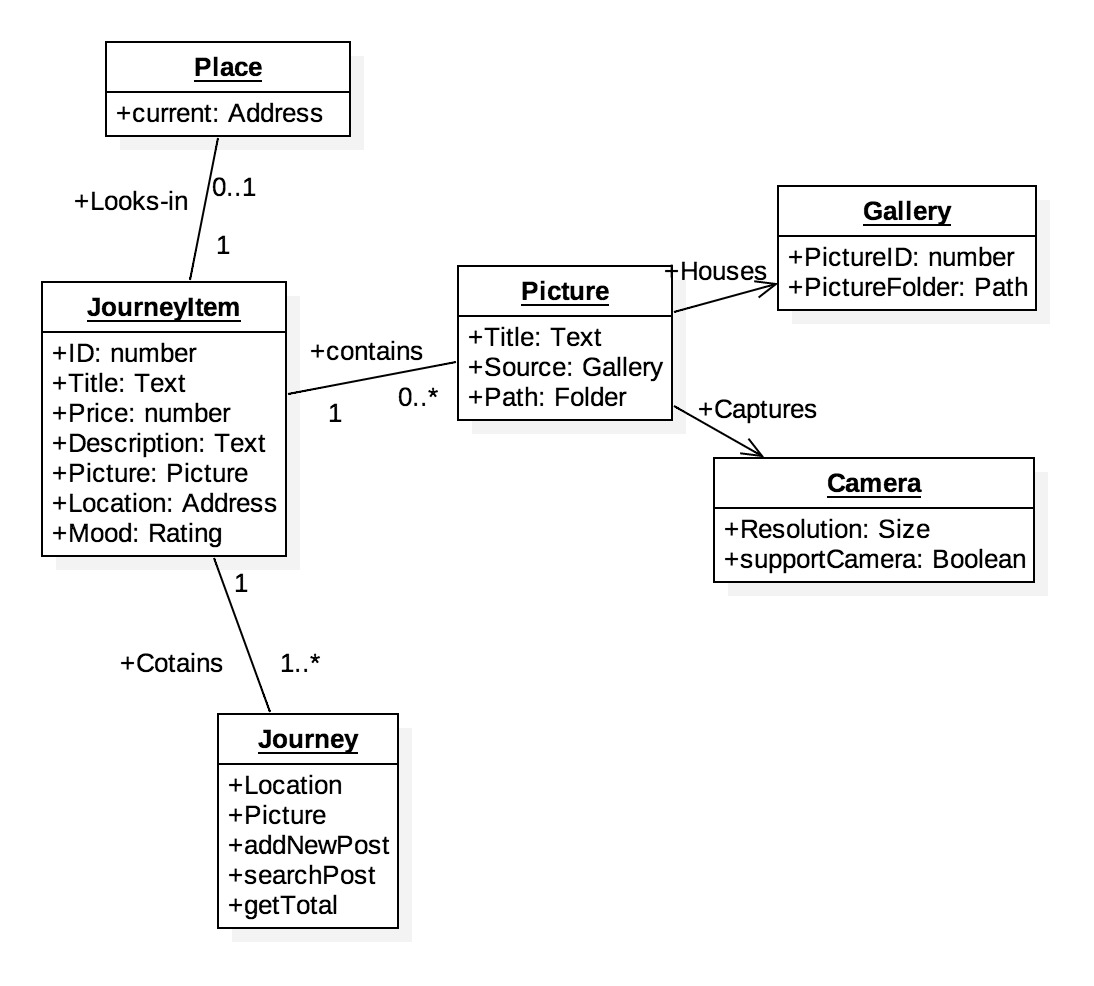 Place
+current: Address
+Looks-in
0..1
1
JourneyItem
+ID: number
+Title: Text
+Price: number
+Description: Text
+Picture: Picture
+Location: Address
+Mood: Rating
+contains
1
0..*
Picture
+Title: Text
+Source: Gallery
+Path: Folder
+Houses
Gallery
+PictureID: number
+PictureFolder: Path
+Captures
Camera
+Resolution: Size
+supportCamera: Boolean
1
+Cotains
1..*
Journey
+Location
+Picture
+addNewPost
+searchPost
+getTotal